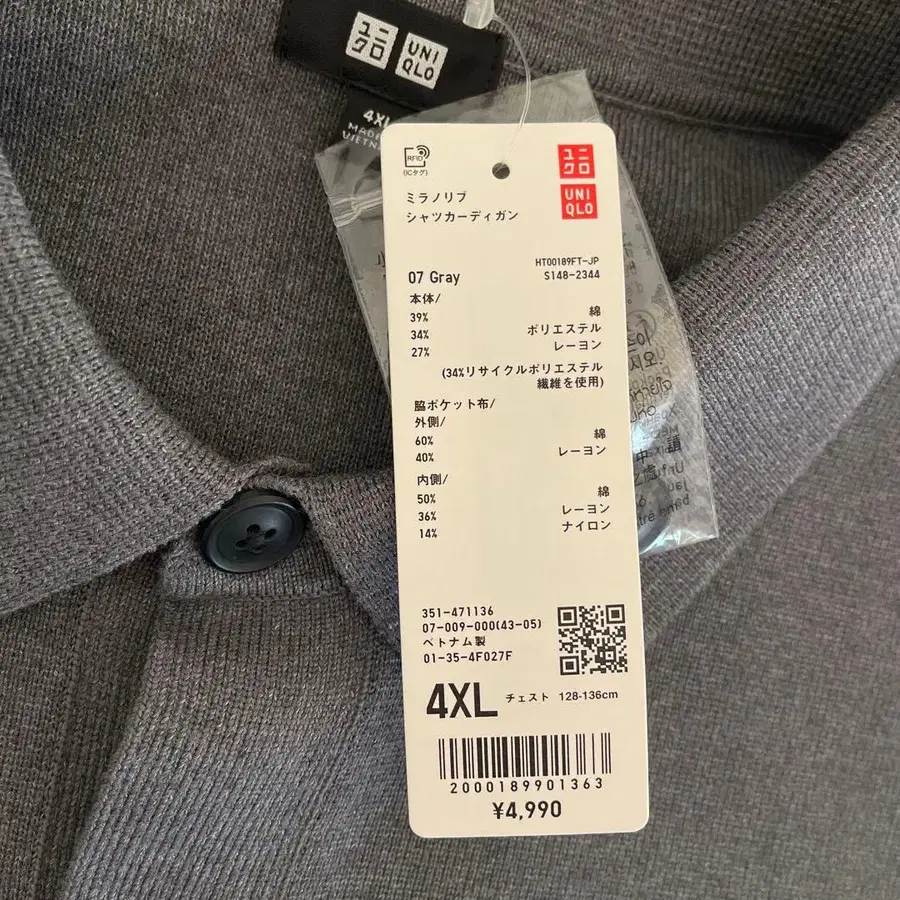 ユニ
クロ
UNI
QLO
4XL
MADE
RFID
(ICタグ)
ユニ
クロ
UNI
QLO
ミラノリブ
シャツカーディガン
HT00189FT-JP
07 Gray
S148-2344
本体/
39% 綿
34% ポリエステル
27% レーヨン
(34%リサイクルポリエステル
繊維を使用)
脇ポケット布/
外側/
60% 綿
40% レーヨン
内側/
50% 綿
36% レーヨン
14% ナイロン
351-471136
07-009-000(43-05)
ベトナム製
01-35-4F027F
4XL チェスト 128-136cm
2000189901363
¥4,990